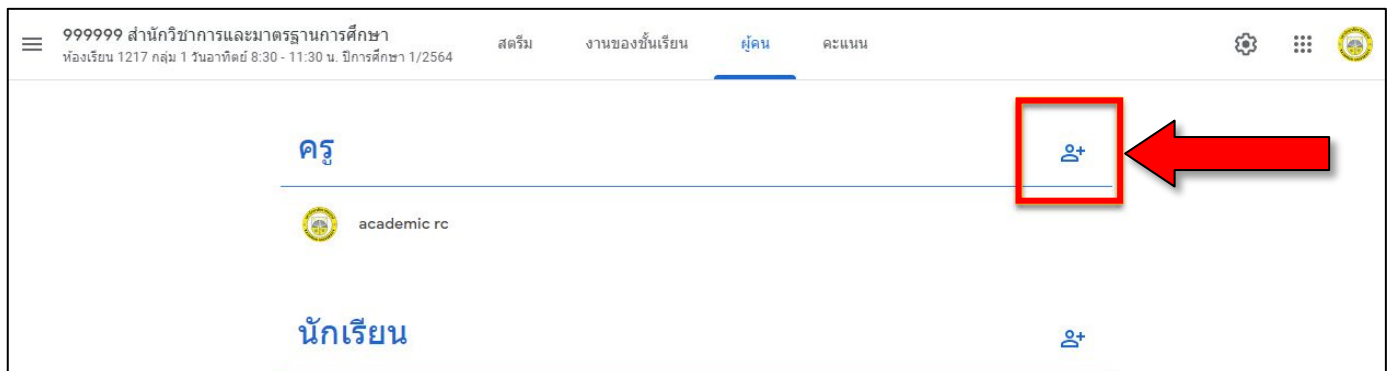 999999 สำนักวิชาการและมาตรฐานการศึกษา
ห้องเรียน 1217 กลุ่ม 1 วันอาทิตย์ 8:30 - 11:30 น. ปีการศึกษา 1/2564
สตรีม งานของชั้นเรียน ผู้คน คะแนน
ครู
academic rc
นักเรียน